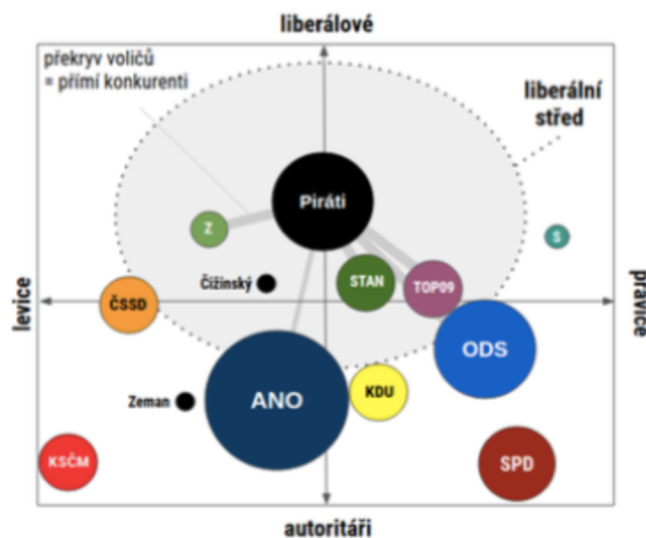 liberálové
překryv voličů
= přímí konkurenti
liberální
střed
Piráti
Z
S
Čižinský
STAN
TOP09
levice
pravice
ČSSD
ODS
Zeman
ANO
KDU
KSČM
SPD
autoritáři